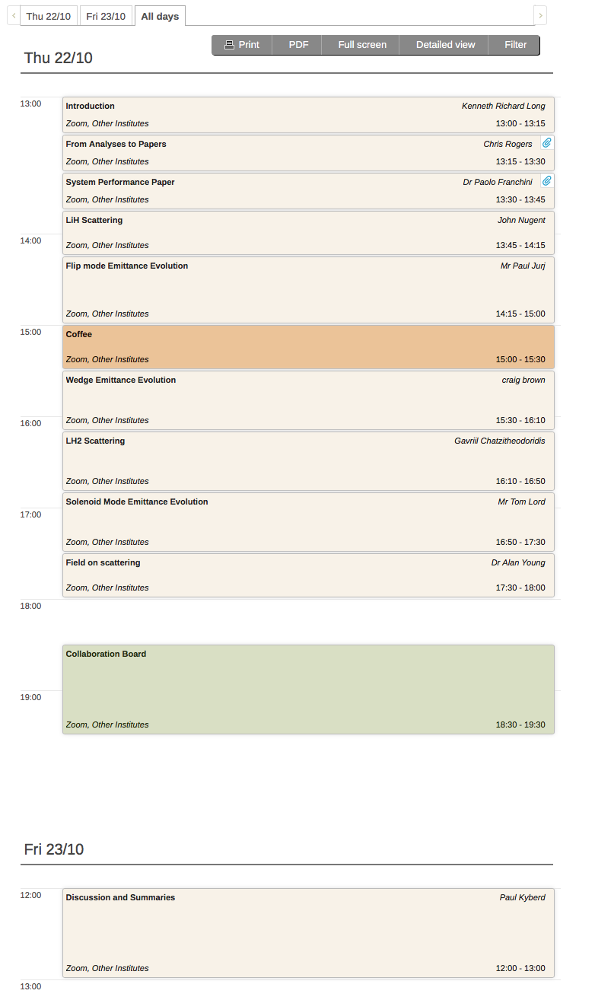 Thu 22/10 Fri 23/10 All days
Print PDF Full screen Detailed view Filter
Thu 22/10
13:00
Introduction Kenneth Richard Long
Zoom, Other Institutes 13:00 - 13:15
From Analyses to Papers Chris Rogers
Zoom, Other Institutes 13:15 - 13:30
System Performance Paper Dr Paolo Franchini
Zoom, Other Institutes 13:30 - 13:45
LiH Scattering John Nugent
14:00
Zoom, Other Institutes 13:45 - 14:15
Flip mode Emittance Evolution Mr Paul Jurj
Zoom, Other Institutes 14:15 - 15:00
15:00
Coffee
Zoom, Other Institutes 15:00 - 15:30
Wedge Emittance Evolution craig brown
16:00
Zoom, Other Institutes 15:30 - 16:10
LH2 Scattering Gavriil Chatzitheodoridis
Zoom, Other Institutes 16:10 - 16:50
Solenoid Mode Emittance Evolution Mr Tom Lord
17:00
Zoom, Other Institutes 16:50 - 17:30
Field on scattering Dr Alan Young
Zoom, Other Institutes 17:30 - 18:00
18:00
Collaboration Board
19:00
Zoom, Other Institutes 18:30 - 19:30
Fri 23/10
12:00
Discussion and Summaries Paul Kyberd
Zoom, Other Institutes 12:00 - 13:00
13:00